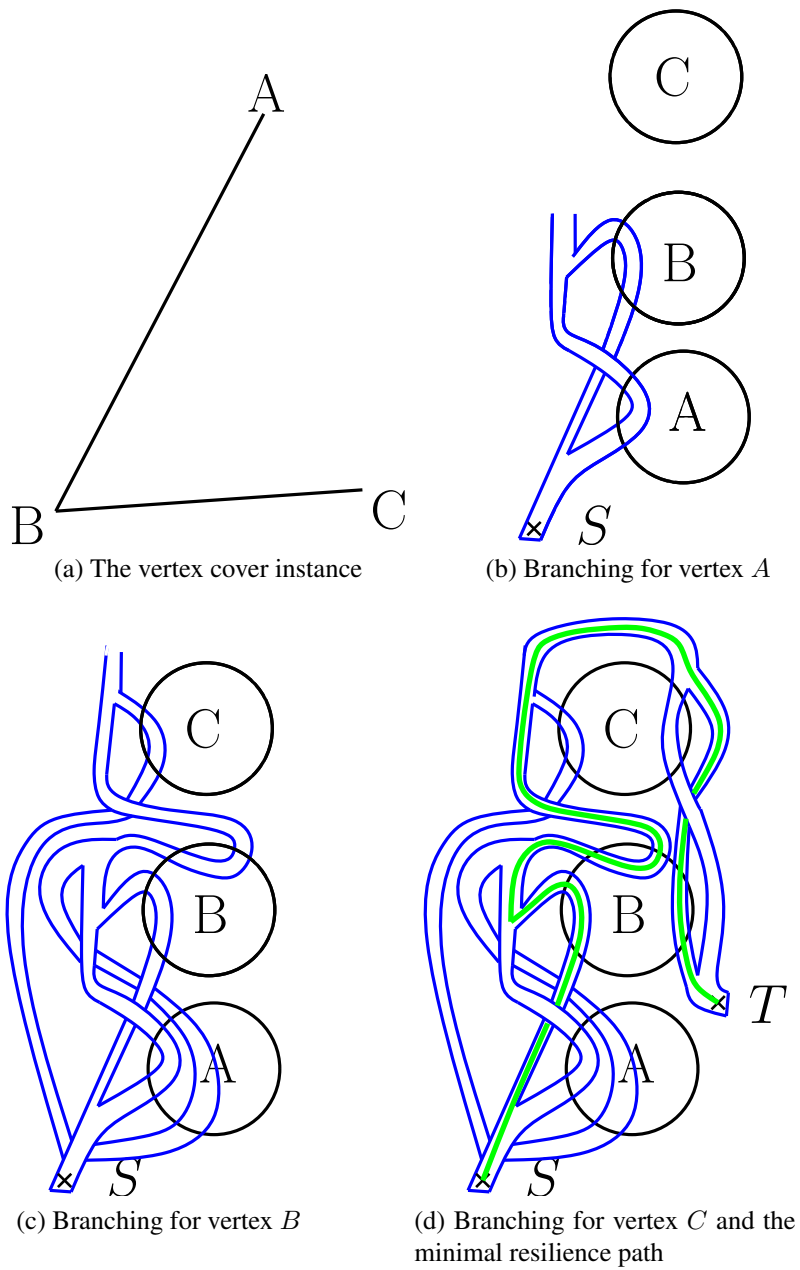 A
B
C
(a) The vertex cover instance
C
B
A
S
(b) Branching for vertex A
C
B
A
S
(c) Branching for vertex B
C
B
A
S
T
(d) Branching for vertex C and the
minimal resilience path